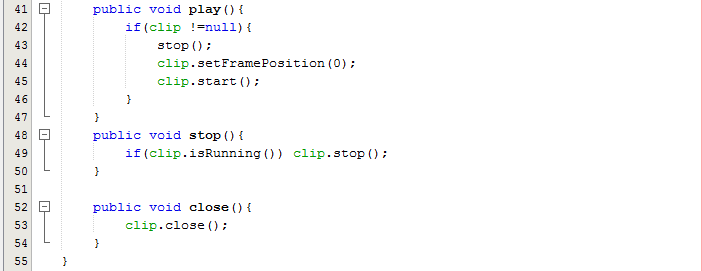 41 public void play(){
42 if(clip !=null){
43 stop();
44 clip.setFramePosition(0);
45 clip.start();
46 }
47 }
48 public void stop(){
49 if(clip.isRunning()) clip.stop();
50 }
51
52 public void close(){
53 clip.close();
54 }
55 }